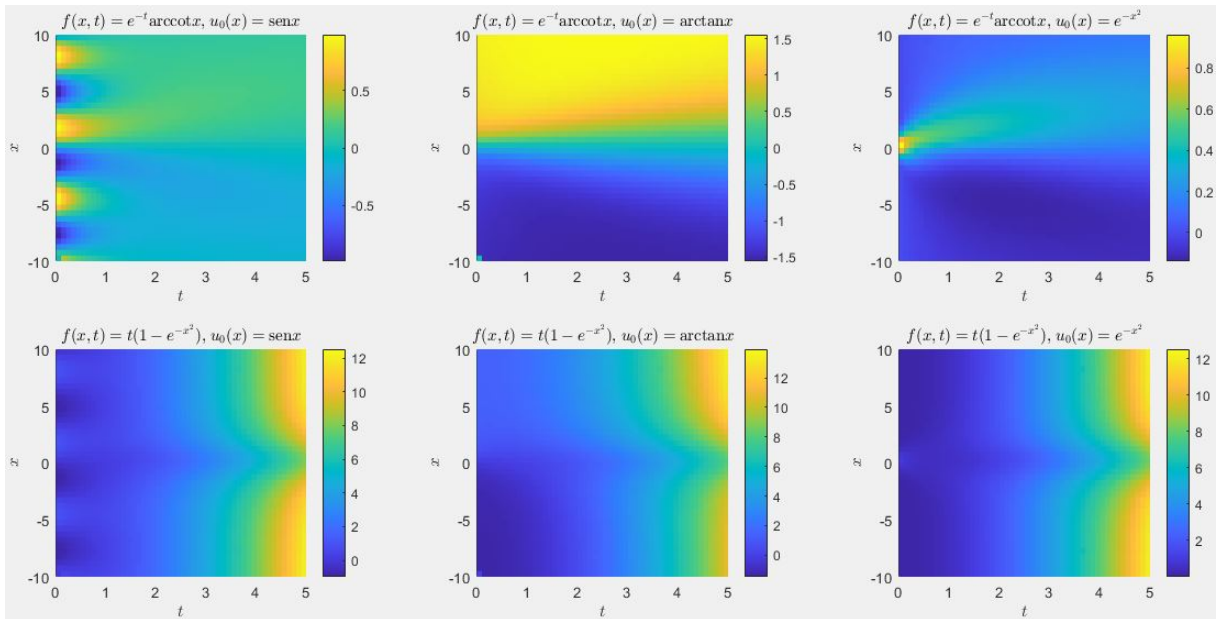 f(x,t) = e^{-t}arccotx, u_0(x) = senx
10
5
0
-5
-10
x
0 1 2 3 4 5
t
0.5
0
-0.5
f(x,t) = e^{-t}arccotx, u_0(x) = arctanx
10
5
0
-5
-10
x
0 1 2 3 4 5
t
1.5
1
0.5
0
-0.5
-1
-1.5
f(x,t) = e^{-t}arccotx, u_0(x) = e^{-x^2}
10
5
0
-5
-10
x
0 1 2 3 4 5
t
0.8
0.6
0.4
0.2
0
f(x,t) = t(1 - e^{-x^2}), u_0(x) = senx
10
5
0
-5
-10
x
0 1 2 3 4 5
t
12
10
8
6
4
2
0
f(x,t) = t(1 - e^{-x^2}), u_0(x) = arctanx
10
5
0
-5
-10
x
0 1 2 3 4 5
t
12
10
8
6
4
2
0
f(x,t) = t(1 - e^{-x^2}), u_0(x) = e^{-x^2}
10
5
0
-5
-10
x
0 1 2 3 4 5
t
12
10
8
6
4
2